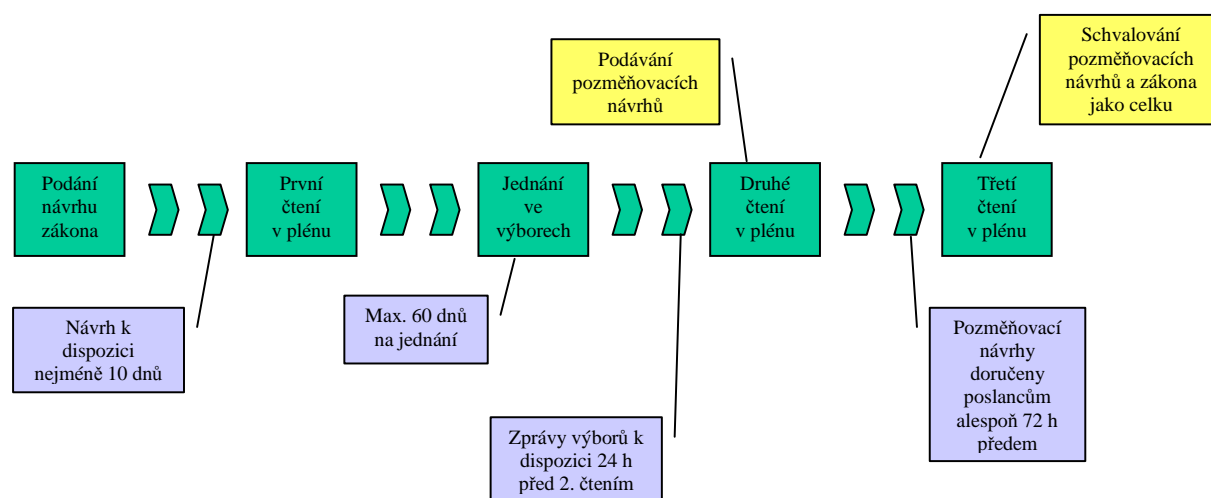 Podávání
pozměňovacích
návrhů
Schvalování
pozměňovacích
návrhů a zákona
jako celku
Podání
návrhu
zákona
První
čtení
v plénu
Jednání
ve
výborech
Druhé
čtení
v plénu
Třetí
čtení
v plénu
Návrh k
dispozici
nejméně 10 dnů
Max. 60 dnů
na jednání
Zprávy výborů k
dispozici 24 h
před 2. čtením
Pozměňovací
návrhy
doručeny
poslancům
alespoň 72 h
předem